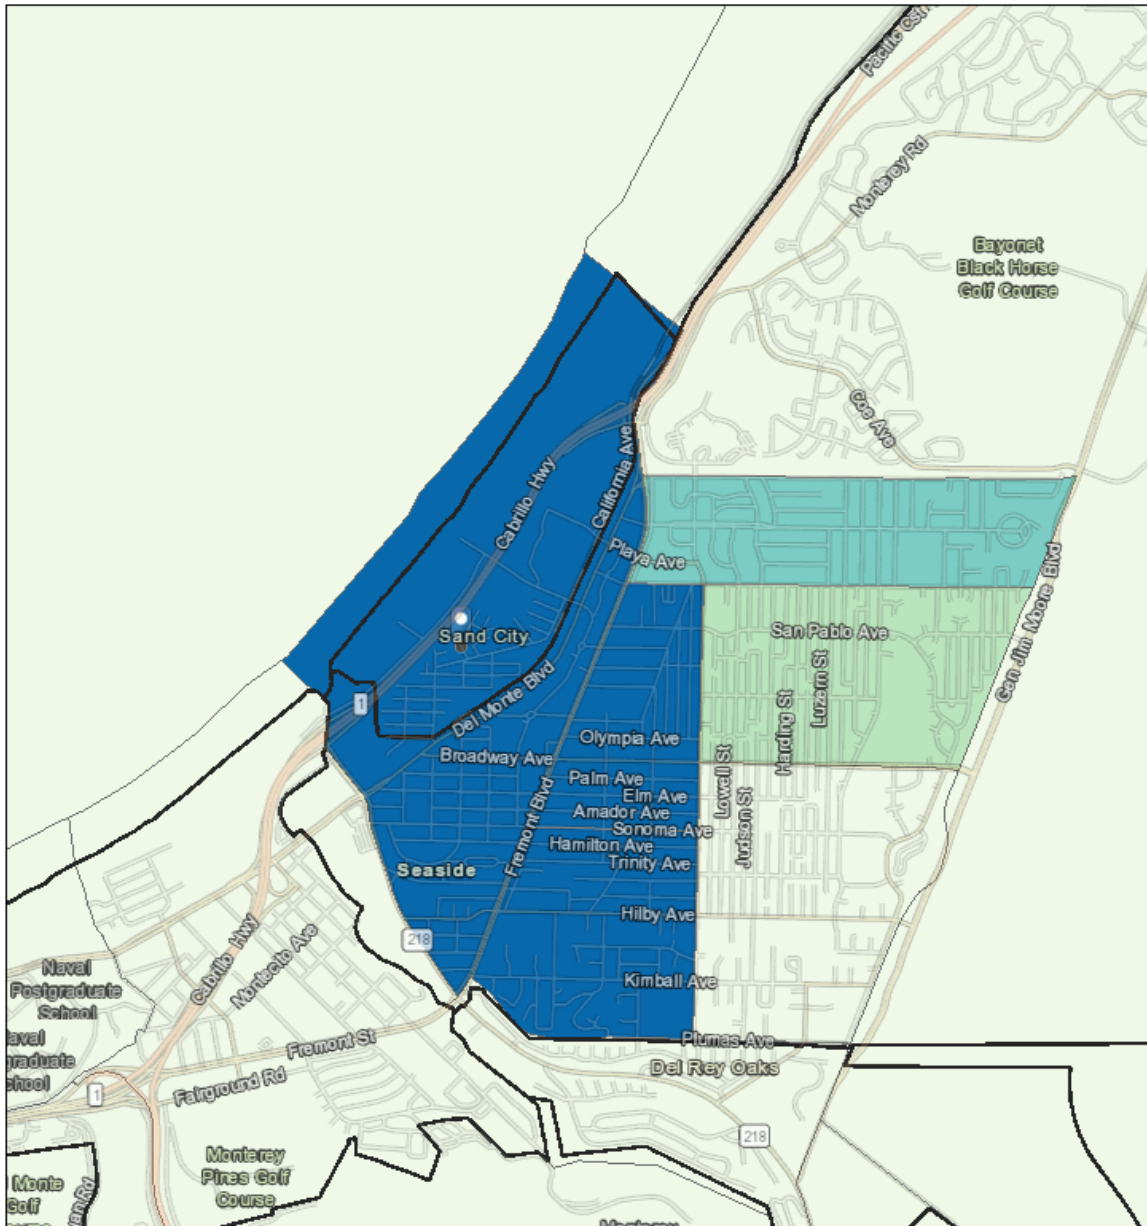 Pacific
Monterey Rd
Bayonet
Black Horse
Golf Course
Coe Ave
California Ave
Cabrillo Hwy
Playa Ave
Gen Jim Moore Blvd
Sand City
San Pablo Ave
Luzern St
Harding St
1
Del Monte Blvd
Olympia Ave
Broadway Ave
Lowell St
Palm Ave
Elm Ave
Judson St
Amador Ave
Fremont Blvd
Sonoma Ave
Hamilton Ave
Trinity Ave
Seaside
Hilby Ave
218
Cabrillo Hwy
Montecito Ave
Naval
Postgraduate
School
Kimball Ave
Fremont St
Plumas Ave
Del Rey Oaks
Fairground Rd
1
218
Monterey
Pines Golf
Course
Monte
Golf